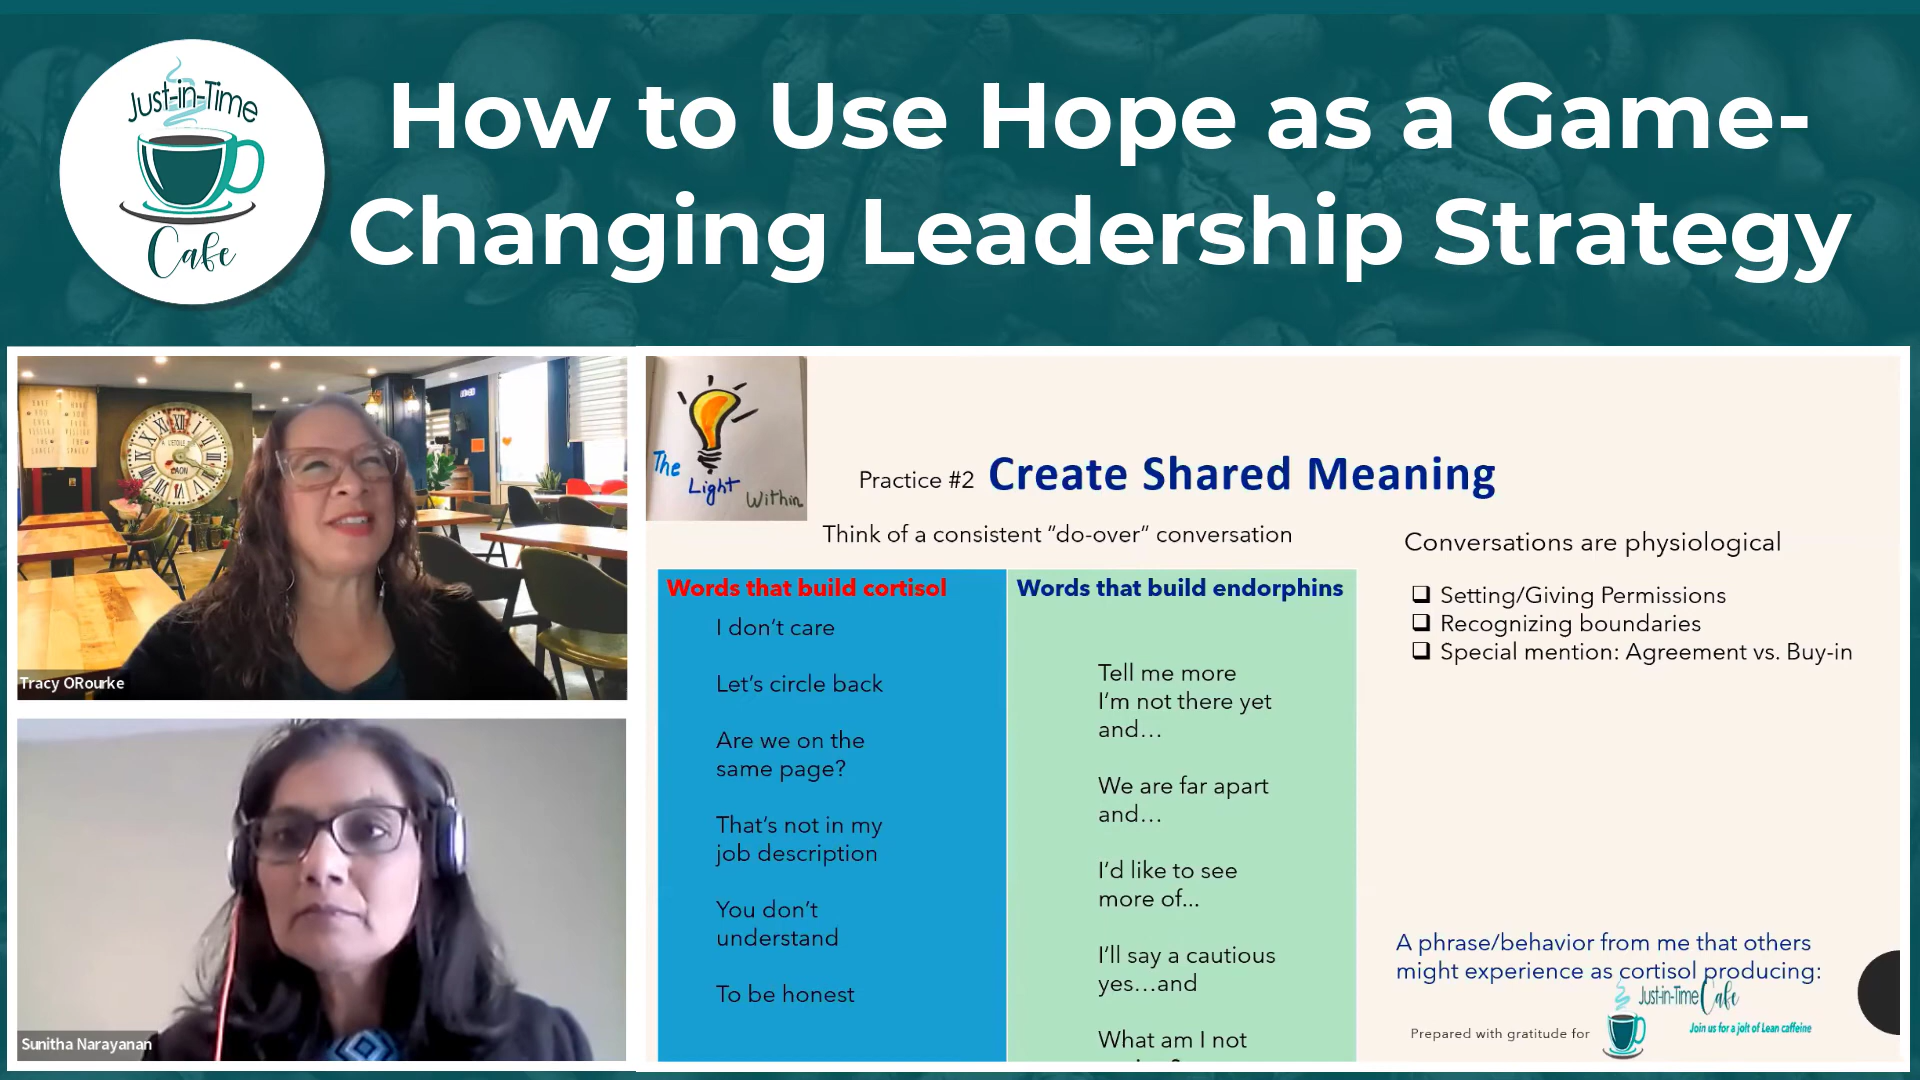 Just-in-Time
Cafe
How to Use Hope as a Game-
Changing Leadership Strategy
Tracy ORourke
Sunitha Narayanan
The
Light
Within
Practice #2 Create Shared Meaning
Think of a consistent "do-over" conversation
Words that build cortisol
I don't care
Let's circle back
Are we on the
same page?
That's not in my
job description
You don't
understand
To be honest
Words that build endorphins
Tell me more
I'm not there yet
and…
We are far apart
and…
I'd like to see
more of...
I'll say a cautious
yes…and
What am I not
Conversations are physiological
Setting/Giving Permissions
Recognizing boundaries
Special mention: Agreement vs. Buy-in
A phrase/behavior from me that others
might experience as cortisol producing:
Prepared with gratitude for
Just-in-Time Cafe
Join us for a jolt of Lean caffeine